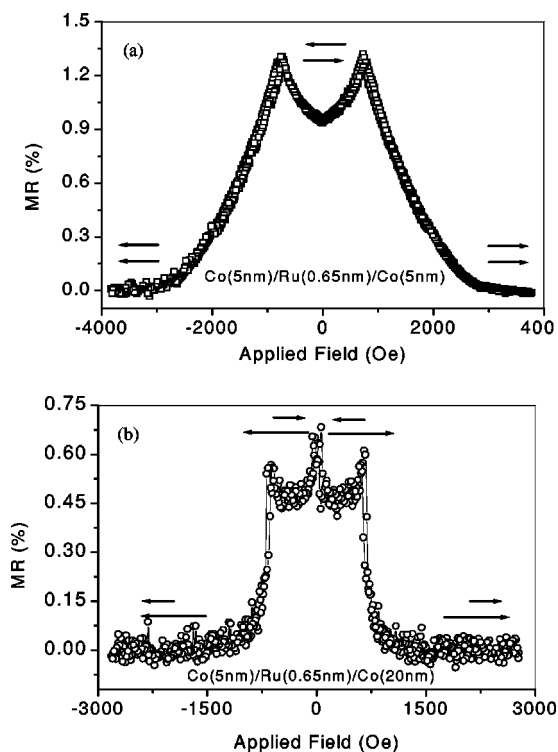 (a)
1.5
1.2
0.9
0.6
0.3
0.0
MR (%)
Co(5nm)/Ru(0.65nm)/Co(5nm)
-4000 -2000 0 2000 4000
Applied Field (Oe)
(b)
0.75
0.60
0.45
0.30
0.15
0.00
MR (%)
Co(5nm)/Ru(0.65nm)/Co(20nm)
-3000 -1500 0 1500 3000
Applied Field (Oe)